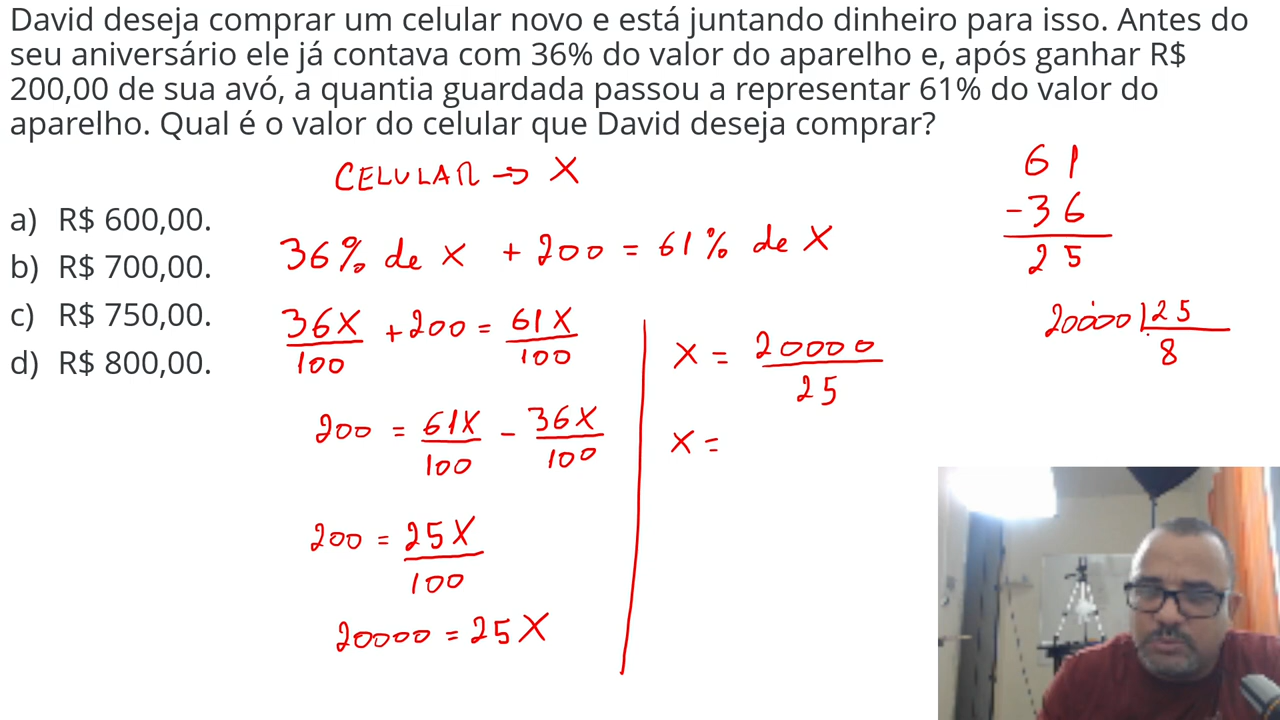 David deseja comprar um celular novo e está juntando dinheiro para isso. Antes do
seu aniversário ele já contava com 36% do valor do aparelho e, após ganhar R$
200,00 de sua avó, a quantia guardada passou a representar 61% do valor do
aparelho. Qual é o valor do celular que David deseja comprar?
CELULAR → X
a) R$ 600,00.
b) R$ 700,00.
c) R$ 750,00.
d) R$ 800,00.
36% de X + 200 = 61% de X
36X/100 + 200 = 61X/100
200 = 61X/100 - 36X/100
200 = 25X/100
20000 = 25X
X = 20000/25
X =
61
-36
25
20000 | 25
8